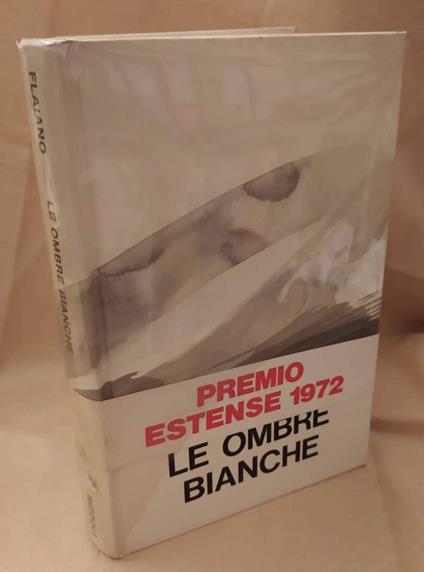 FLAIANO
LE OMBRE BIANCHE
PREMIO
ESTENSE 1972
LE OMBRE
BIANCHE